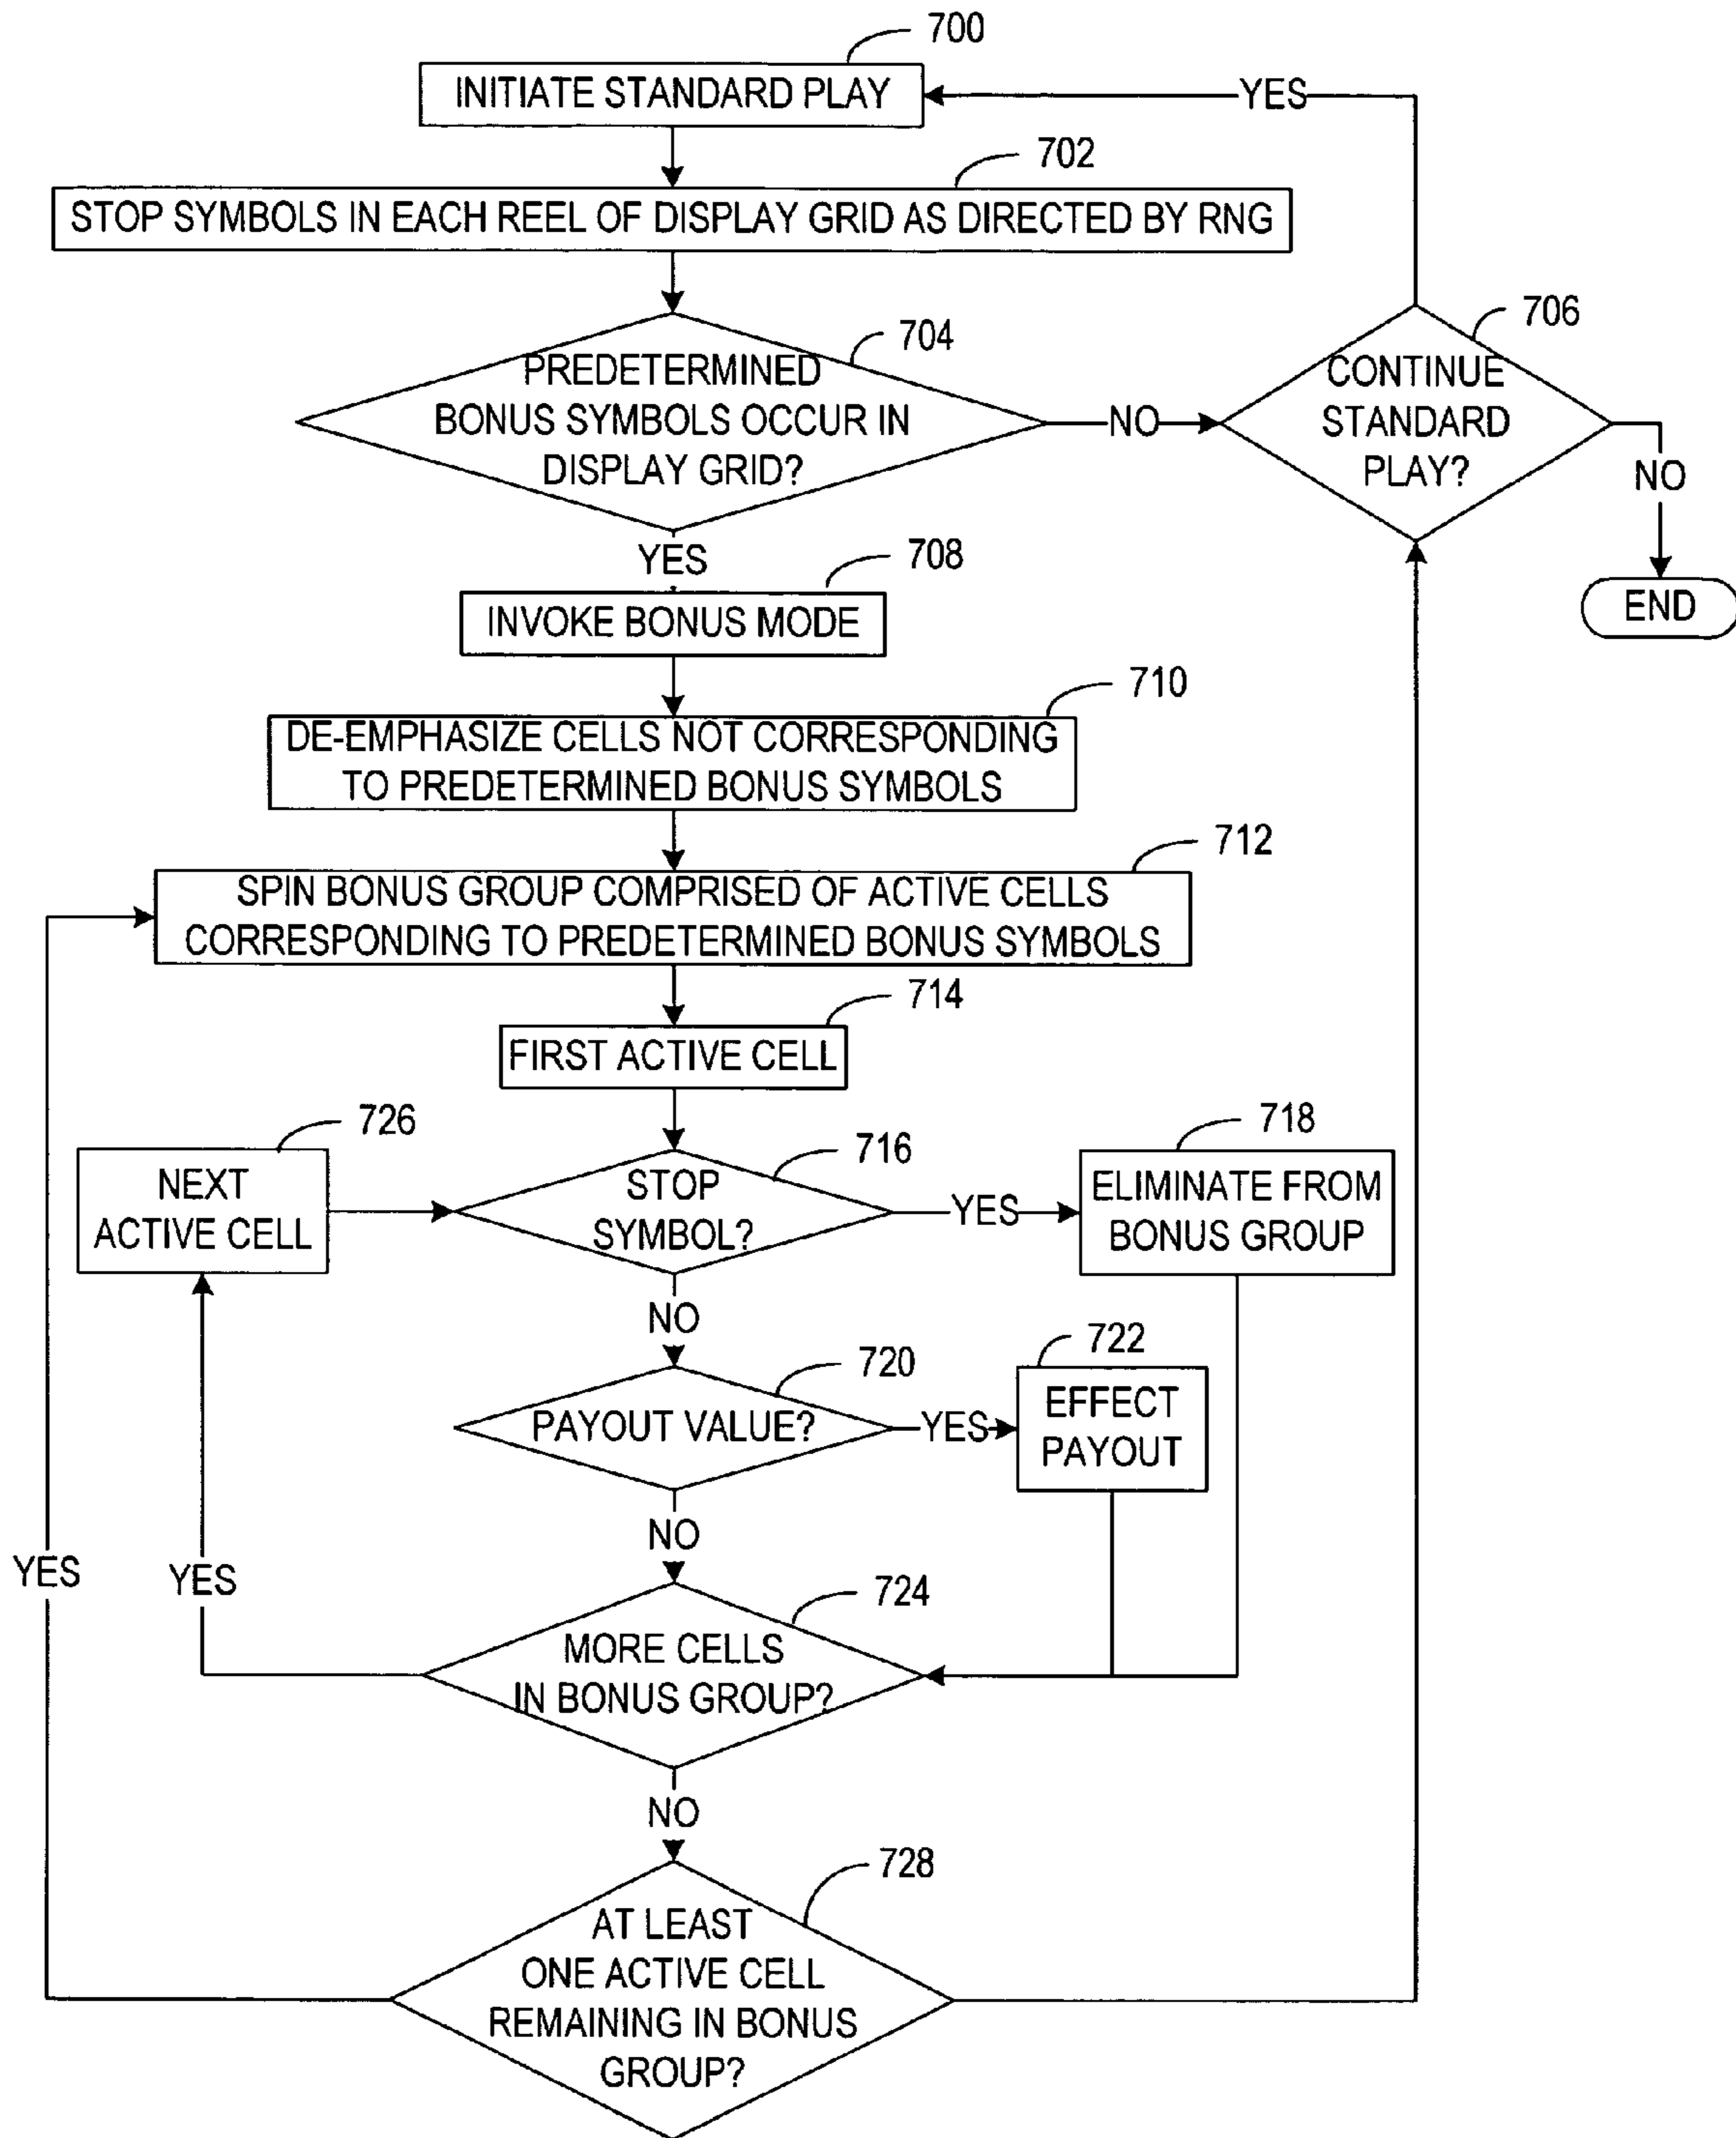 700
INITIATE STANDARD PLAY
YES
702
STOP SYMBOLS IN EACH REEL OF DISPLAY GRID AS DIRECTED BY RNG
704
PREDETERMINED
BONUS SYMBOLS OCCUR IN
DISPLAY GRID?
NO
706
CONTINUE
STANDARD
PLAY?
NO
END
YES
708
INVOKE BONUS MODE
710
DE-EMPHASIZE CELLS NOT CORRESPONDING
TO PREDETERMINED BONUS SYMBOLS
712
SPIN BONUS GROUP COMPRISED OF ACTIVE CELLS
CORRESPONDING TO PREDETERMINED BONUS SYMBOLS
714
FIRST ACTIVE CELL
726
NEXT
ACTIVE CELL
716
STOP
SYMBOL?
YES
718
ELIMINATE FROM
BONUS GROUP
NO
720
PAYOUT VALUE?
YES
722
EFFECT
PAYOUT
NO
YES
YES
724
MORE CELLS
IN BONUS GROUP?
NO
728
AT LEAST
ONE ACTIVE CELL
REMAINING IN BONUS
GROUP?